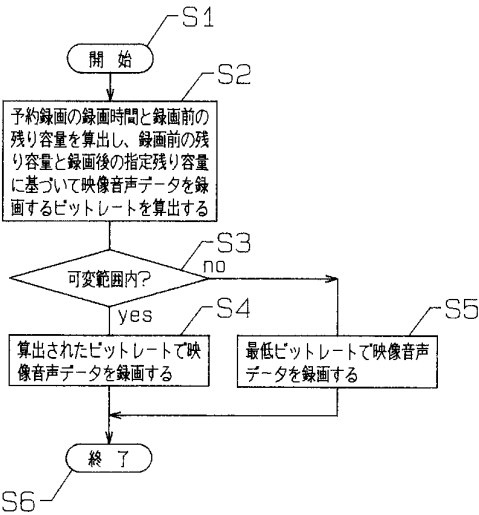 S1
開 始
S2
予約録画の録画時間と録画前の
残り容量を算出し、録画前の残
り容量と録画後の指定残り容量
に基づいて映像音声データを録
画するビットレートを算出する
S3
可変範囲内?
no
yes
S4
算出されたビットレートで映
像音声データを録画する
S5
最低ビットレートで映像音声
データを録画する
終 了
S6